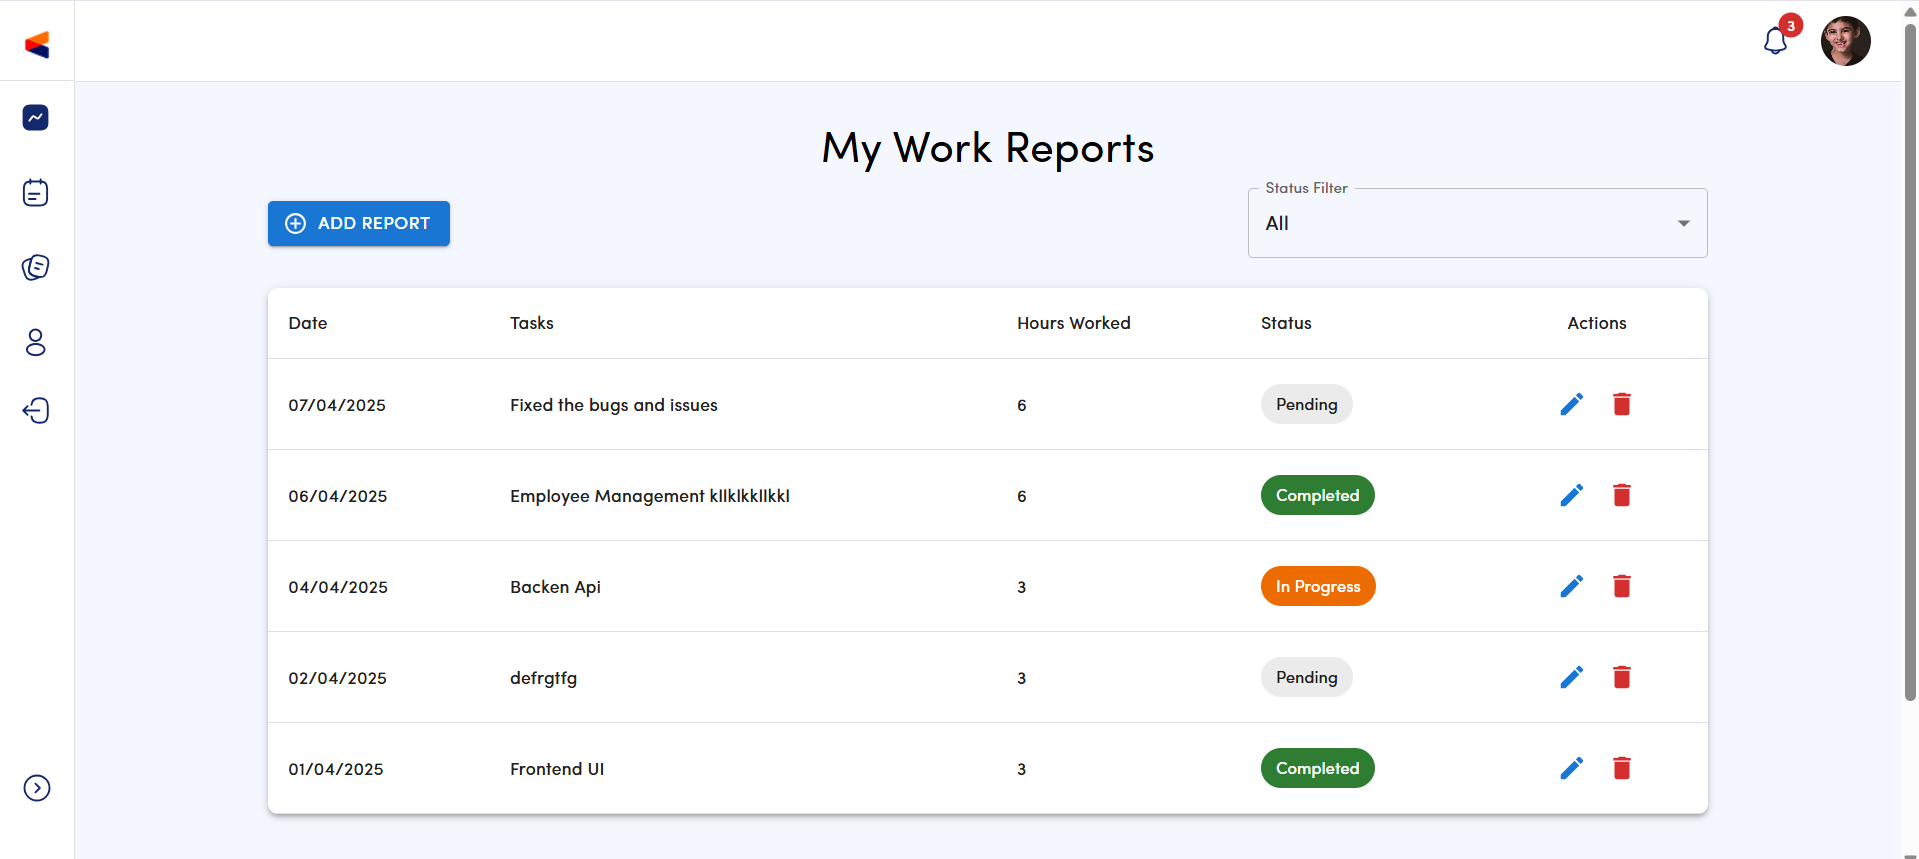 3
My Work Reports
ADD REPORT
Status Filter
All
Date Tasks Hours Worked Status Actions
07/04/2025 Fixed the bugs and issues 6 Pending
06/04/2025 Employee Management kllklkkllkkl 6 Completed
04/04/2025 Backen Api 3 In Progress
02/04/2025 defrgtfg 3 Pending
01/04/2025 Frontend UI 3 Completed